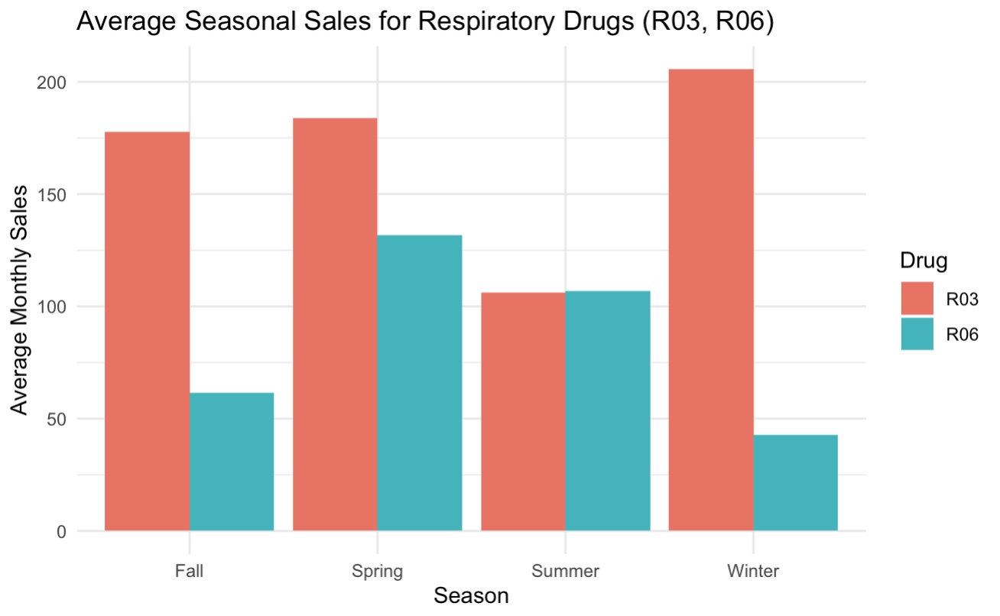 Average Seasonal Sales for Respiratory Drugs (R03, R06)
Average Monthly Sales
200
150
100
50
0
Fall
Spring
Summer
Winter
Season
Drug
R03
R06